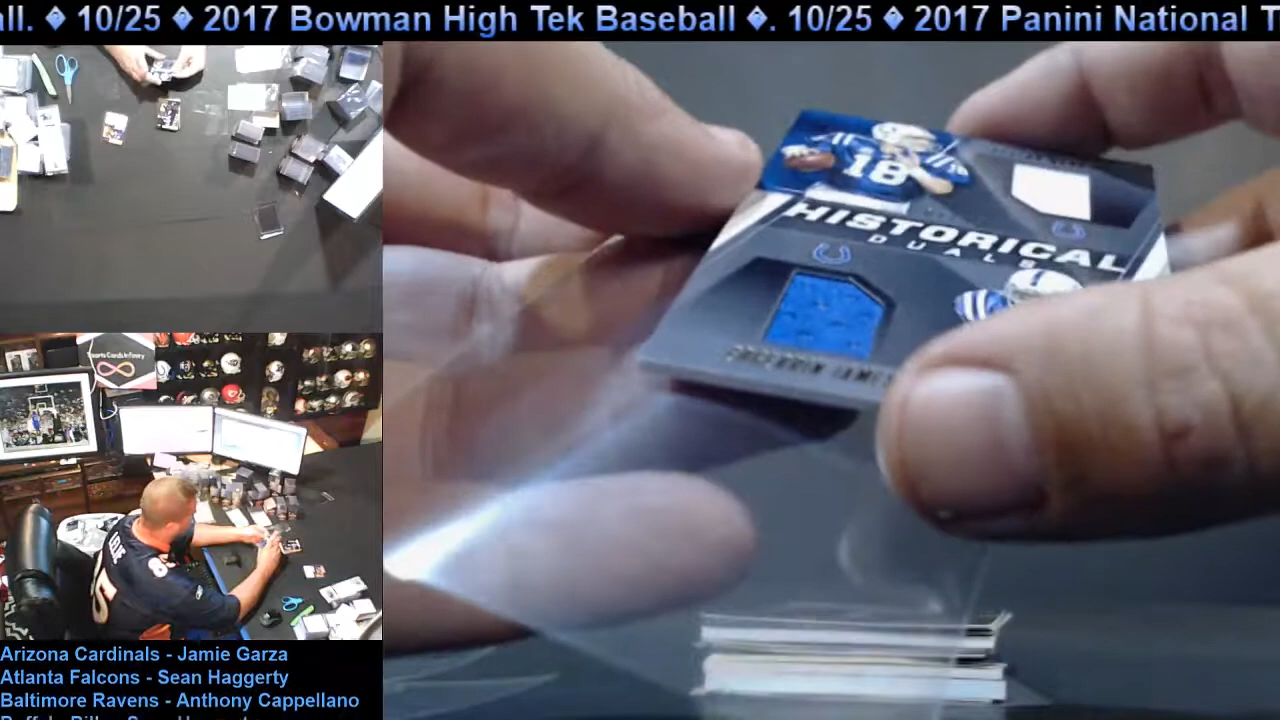 all. � 10/25 � 2017 Bowman High Tek Baseball �. 10/25 � 2017 Panini National T
18
HISTORICAL
DUALS
Arizona Cardinals - Jamie Garza
Atlanta Falcons - Sean Haggerty
Baltimore Ravens - Anthony Cappellano